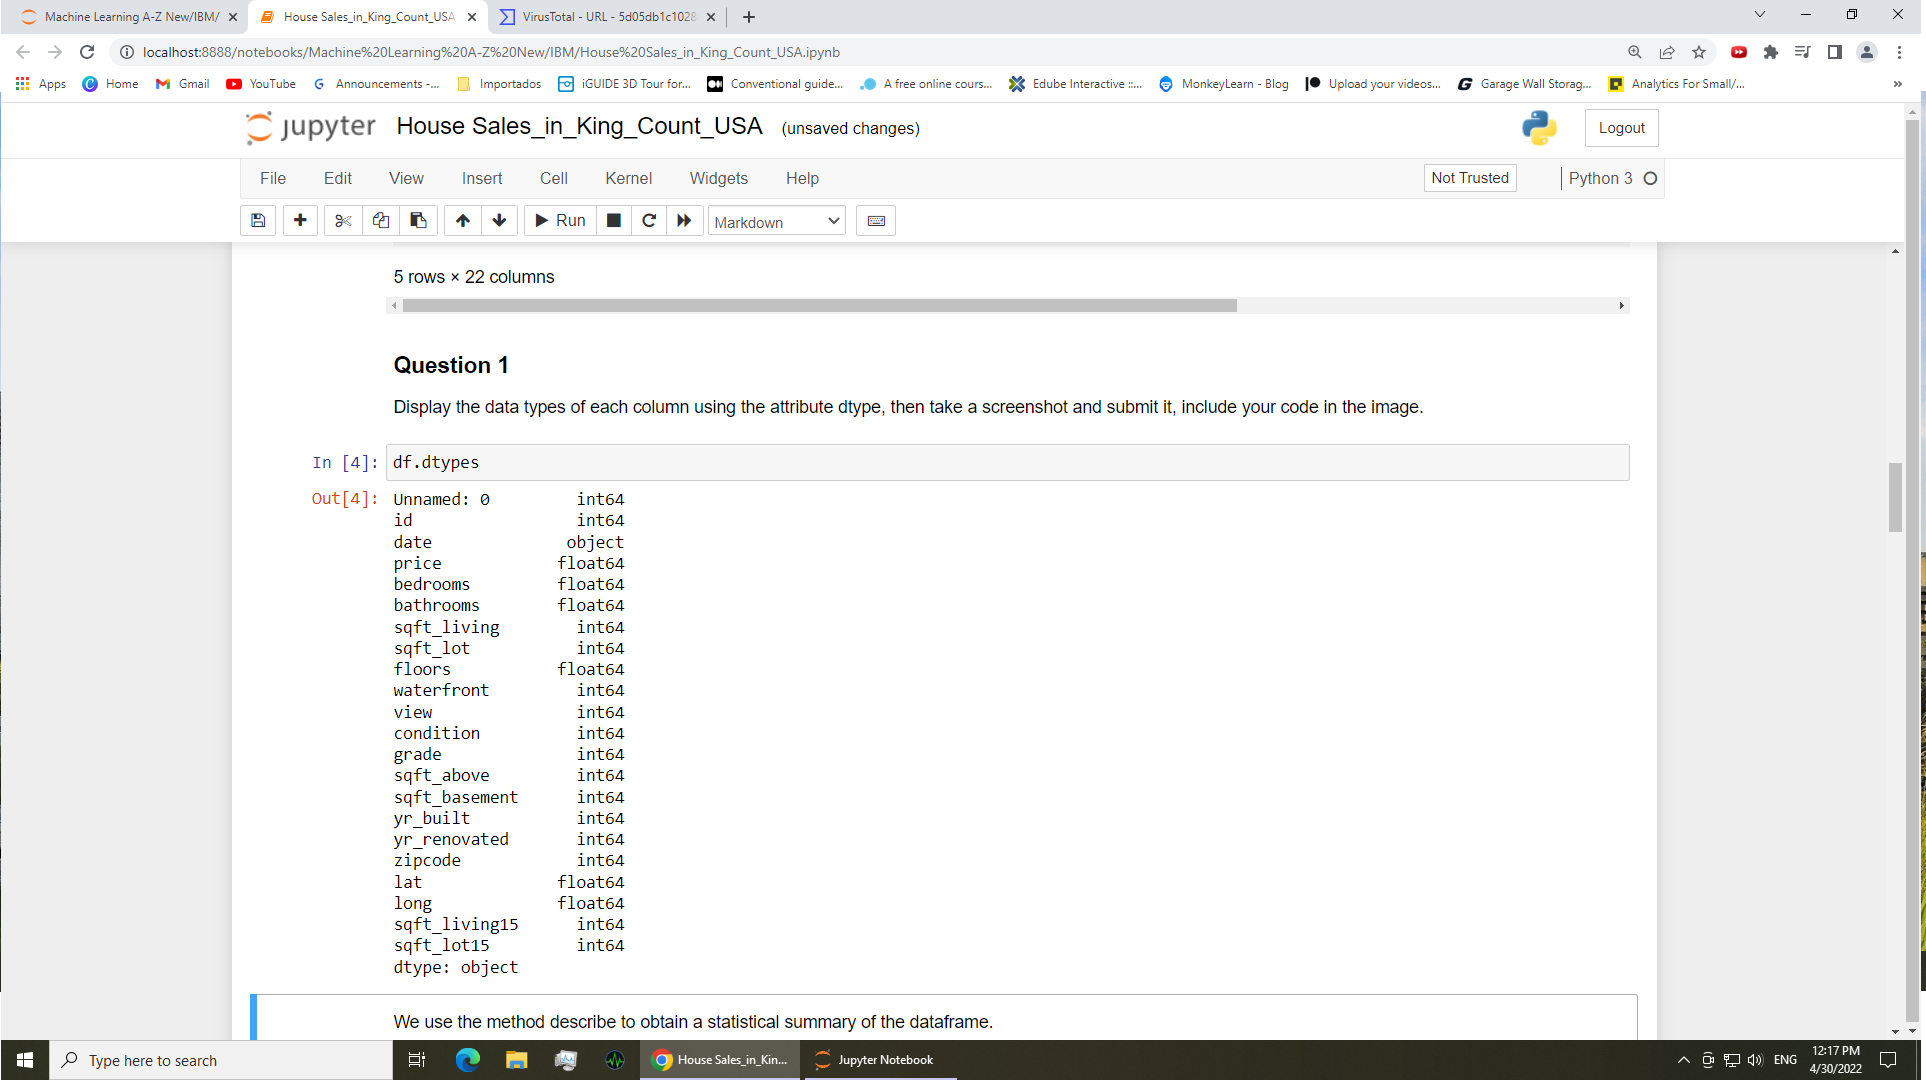 Machine Learning A-Z New/IBM/
House Sales_in_King_Count_USA
VirusTotal - URL - 5d05db1c1028
localhost:8888/notebooks/Machine%20Learning%20A-Z%20New/IBM/House%20Sales_in_King_Count_USA.ipynb
Apps Home Gmail YouTube Announcements -... Importados iGUIDE 3D Tour for... Conventional guide... A free online cours... Edube Interactive ::... MonkeyLearn - Blog Upload your videos... Garage Wall Storag... Analytics For Small/... »
jupyter House Sales_in_King_Count_USA (unsaved changes) Logout
File Edit View Insert Cell Kernel Widgets Help Not Trusted Python 3
Run Markdown
5 rows × 22 columns
Question 1
Display the data types of each column using the attribute dtype, then take a screenshot and submit it, include your code in the image.
In [4]: df.dtypes
Out[4]: Unnamed: 0 int64
id int64
date object
price float64
bedrooms float64
bathrooms float64
sqft_living int64
sqft_lot int64
floors float64
waterfront int64
view int64
condition int64
grade int64
sqft_above int64
sqft_basement int64
yr_built int64
yr_renovated int64
zipcode int64
lat float64
long float64
sqft_living15 int64
sqft_lot15 int64
dtype: object
We use the method describe to obtain a statistical summary of the dataframe.
Type here to search House Sales_in_Kin... Jupyter Notebook ENG 12:17 PM
4/30/2022